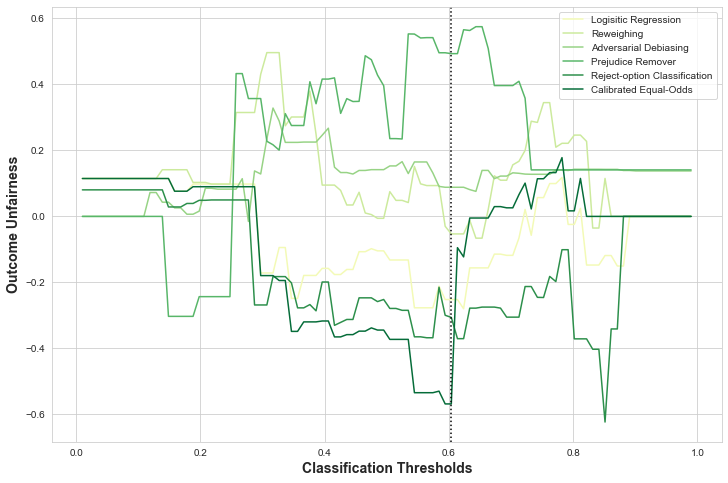 0.6
0.4
0.2
0.0
−0.2
−0.4
−0.6
Outcome Unfairness
Logisitic Regression
Reweighing
Adversarial Debiasing
Prejudice Remover
Reject-option Classification
Calibrated Equal-Odds
0.0 0.2 0.4 0.6 0.8 1.0
Classification Thresholds